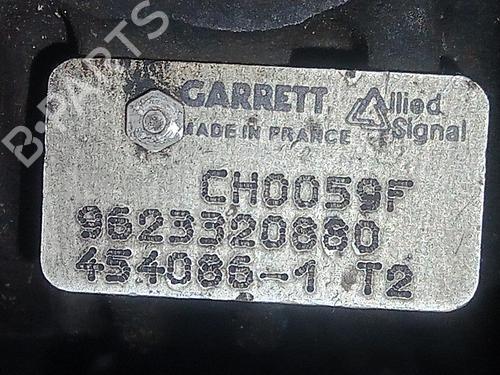 B-PARTS
GARRETT
Allied
Signal
MADE IN FRANCE
CH0059F
9623320880
454086-1 T2